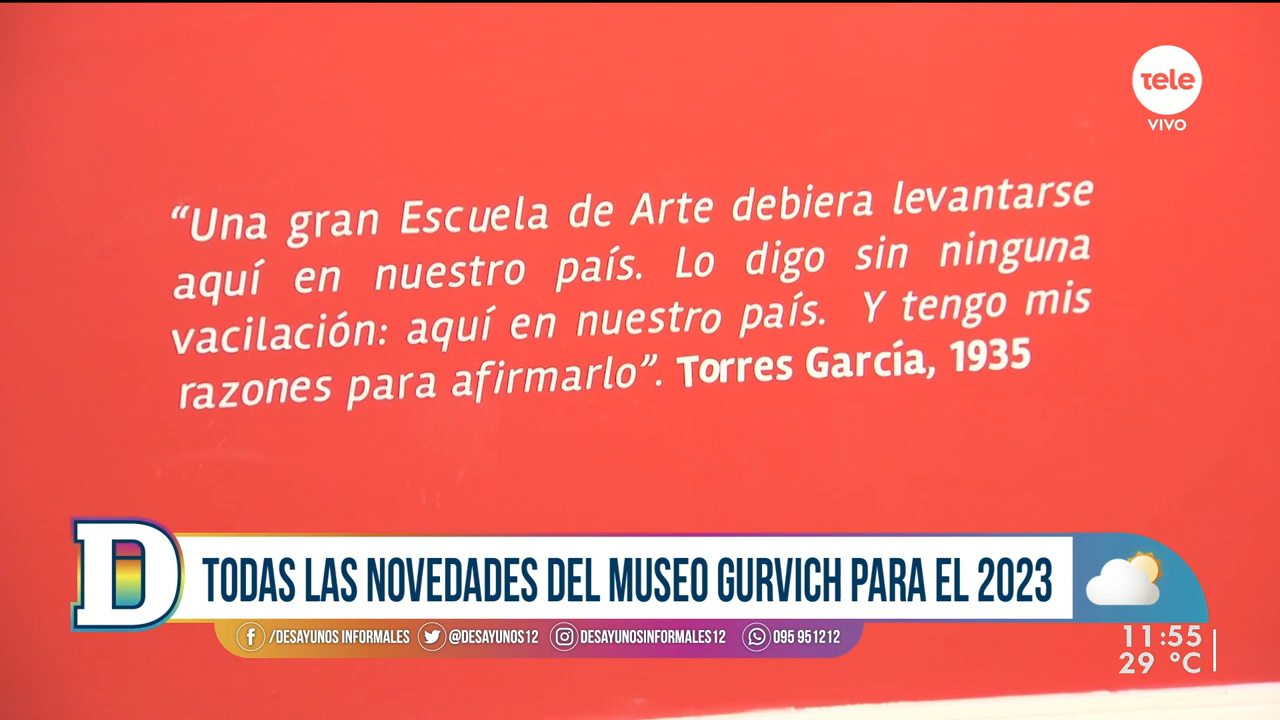 tele
VIVO
“Una gran Escuela de Arte debiera levantarse
aquí en nuestro país. Lo digo sin ninguna
vacilación: aquí en nuestro país. Y tengo mis
razones para afirmarlo”. Torres García, 1935
D
TODAS LAS NOVEDADES DEL MUSEO GURVICH PARA EL 2023
/DESAYUNOS INFORMALES @DESAYUNOS12 DESAYUNOSINFORMALES12 095 951212
11:55
29 °C